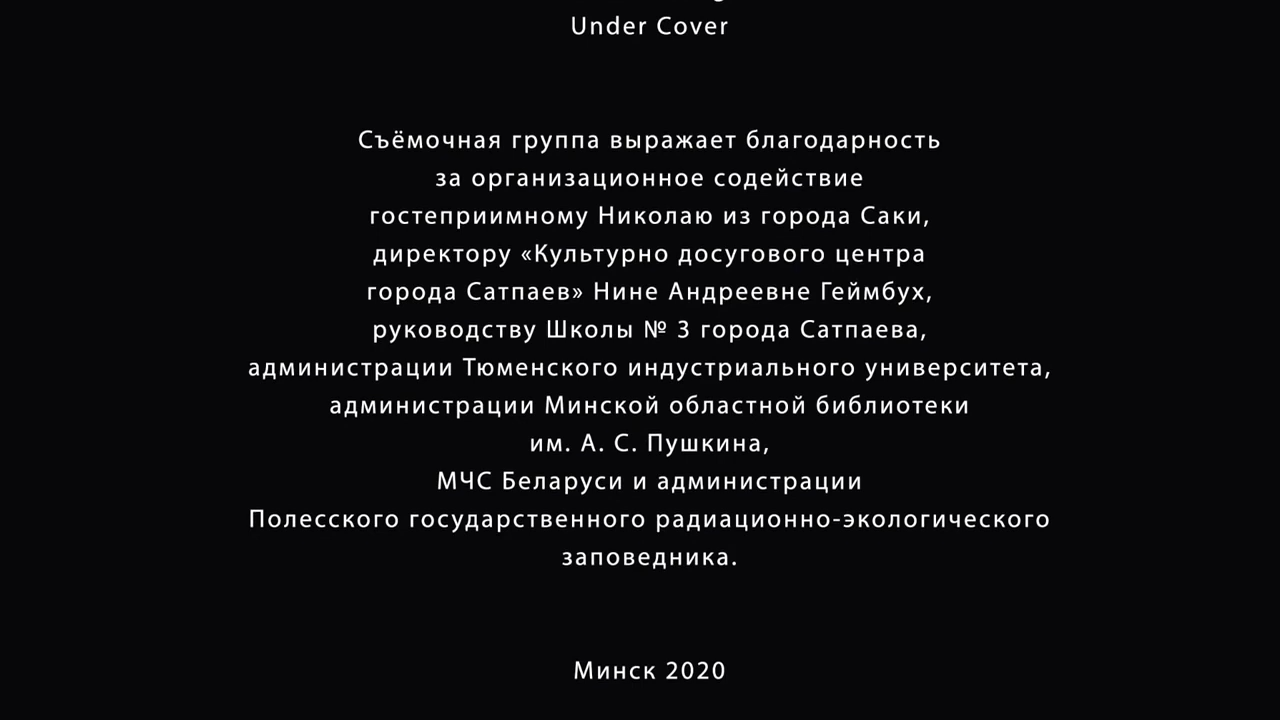 Under Cover
Съёмочная группа выражает благодарность
за организационное содействие
гостеприимному Николаю из города Саки,
директору «Культурно досугового центра
города Сатпаев» Нине Андреевне Геймбух,
руководству Школы № 3 города Сатпаева,
администрации Тюменского индустриального университета,
администрации Минской областной библиотеки
им. А. С. Пушкина,
МЧС Беларуси и администрации
Полесского государственного радиационно-экологического
заповедника.
Минск 2020